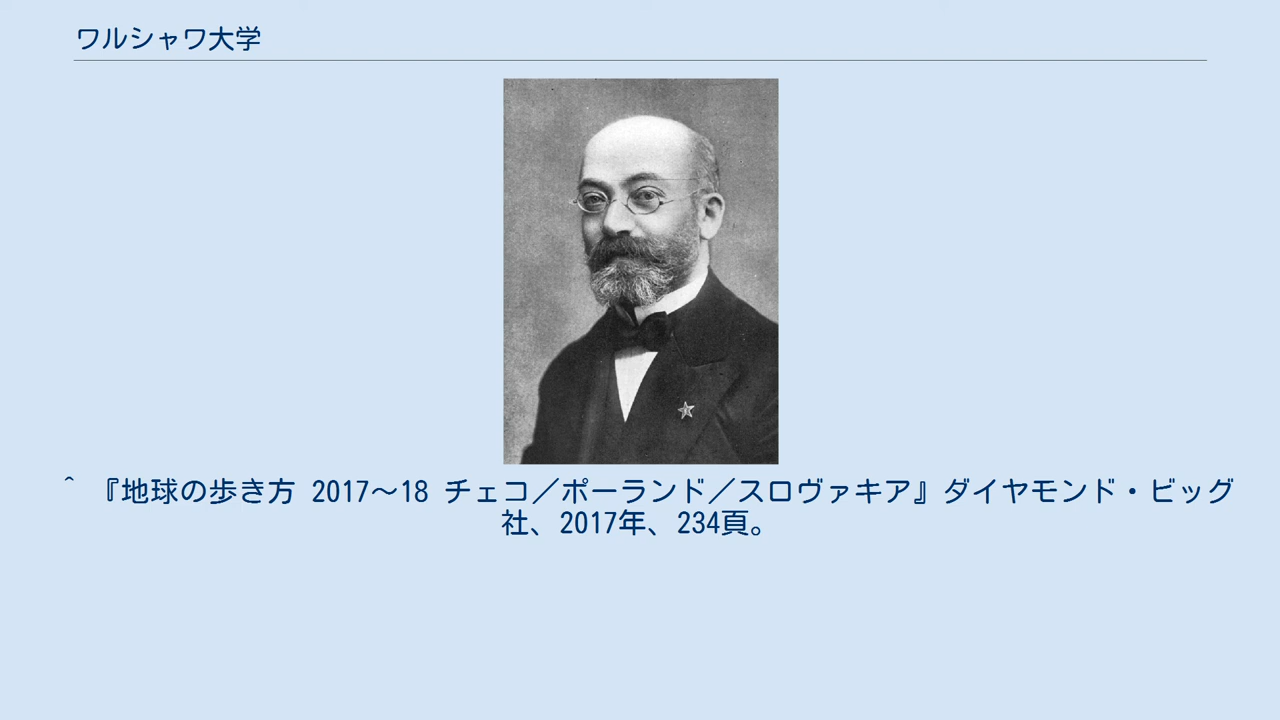 ワルシャワ大学
^ 『地球の歩き方 2017〜18 チェコ／ポーランド／スロヴァキア』ダイヤモンド・ビッグ
社、2017年、234頁。